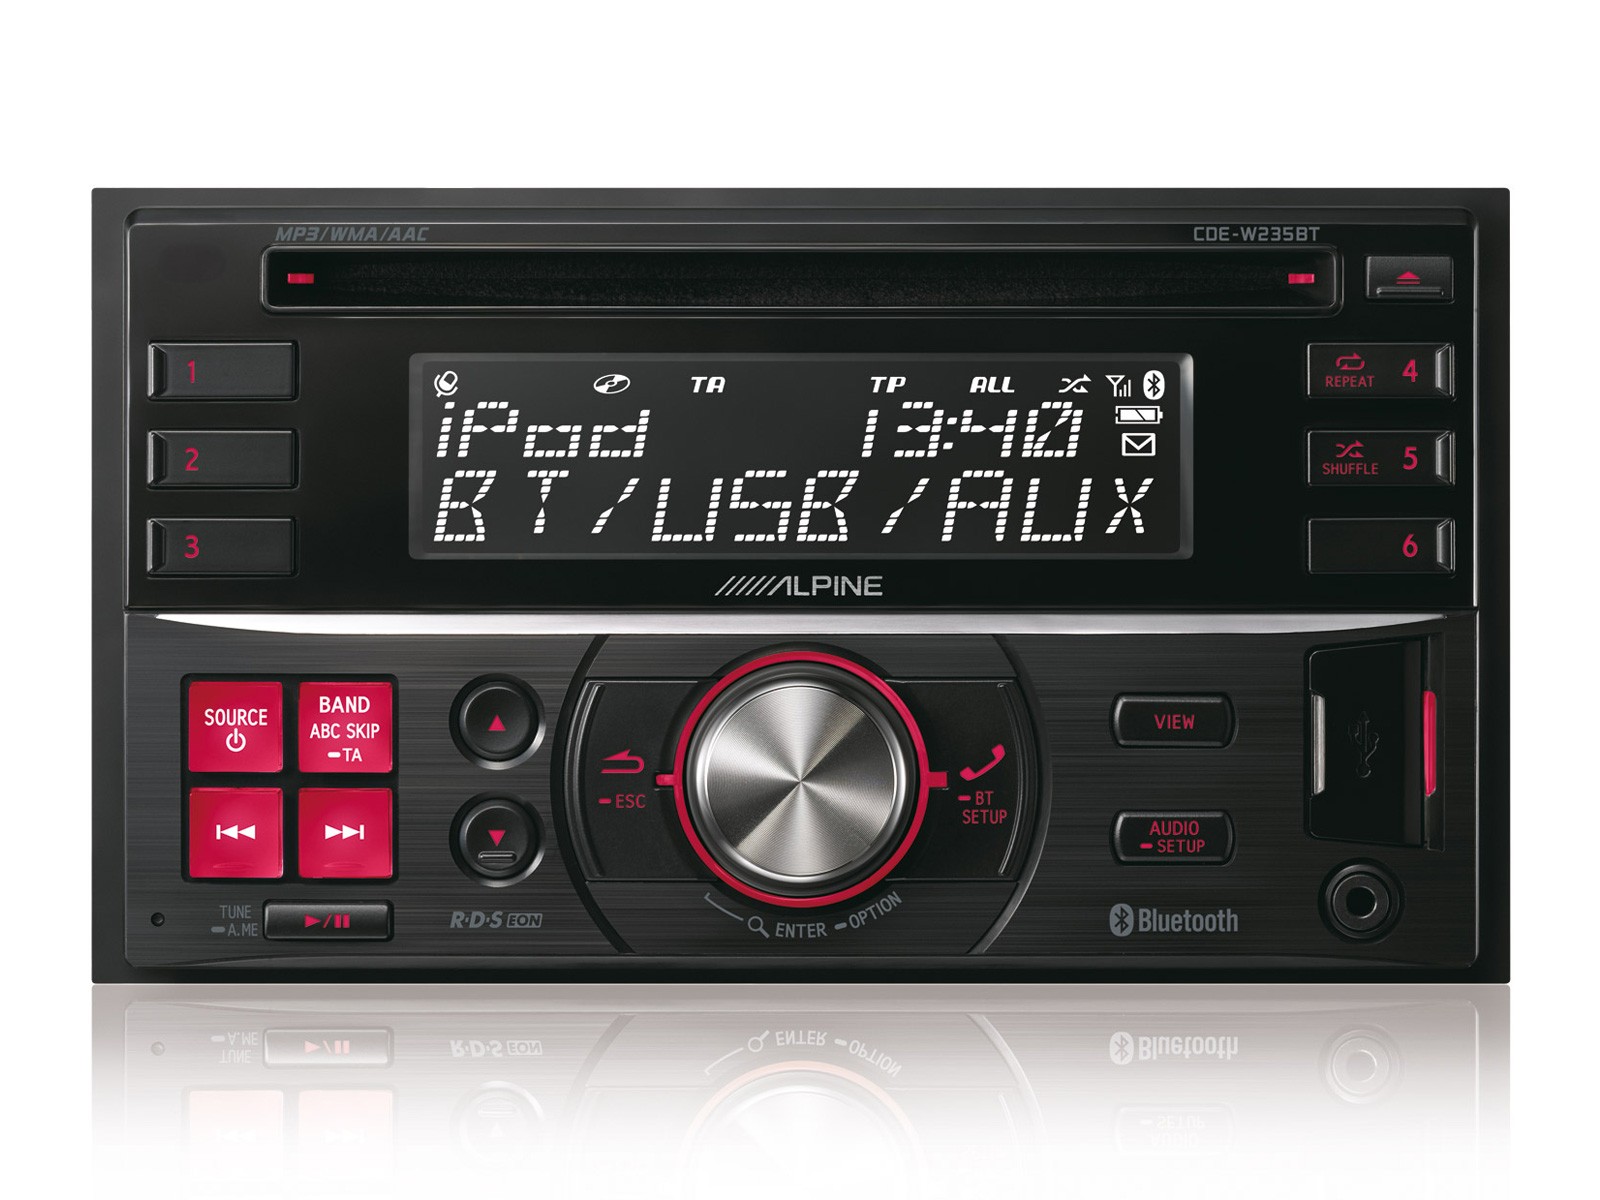 MP3/WMA/AAC
CDE-W235BT
1
2
3
TA TP ALL
iPod 13:40
BT/USB/AUX
REPEAT 4
SHUFFLE 5
6
ALPINE
SOURCE
BAND
ABC SKIP
TA
TUNE
A.ME
R·D·S EON
ESC
BT
SETUP
ENTER OPTION
VIEW
AUDIO
SETUP
Bluetooth